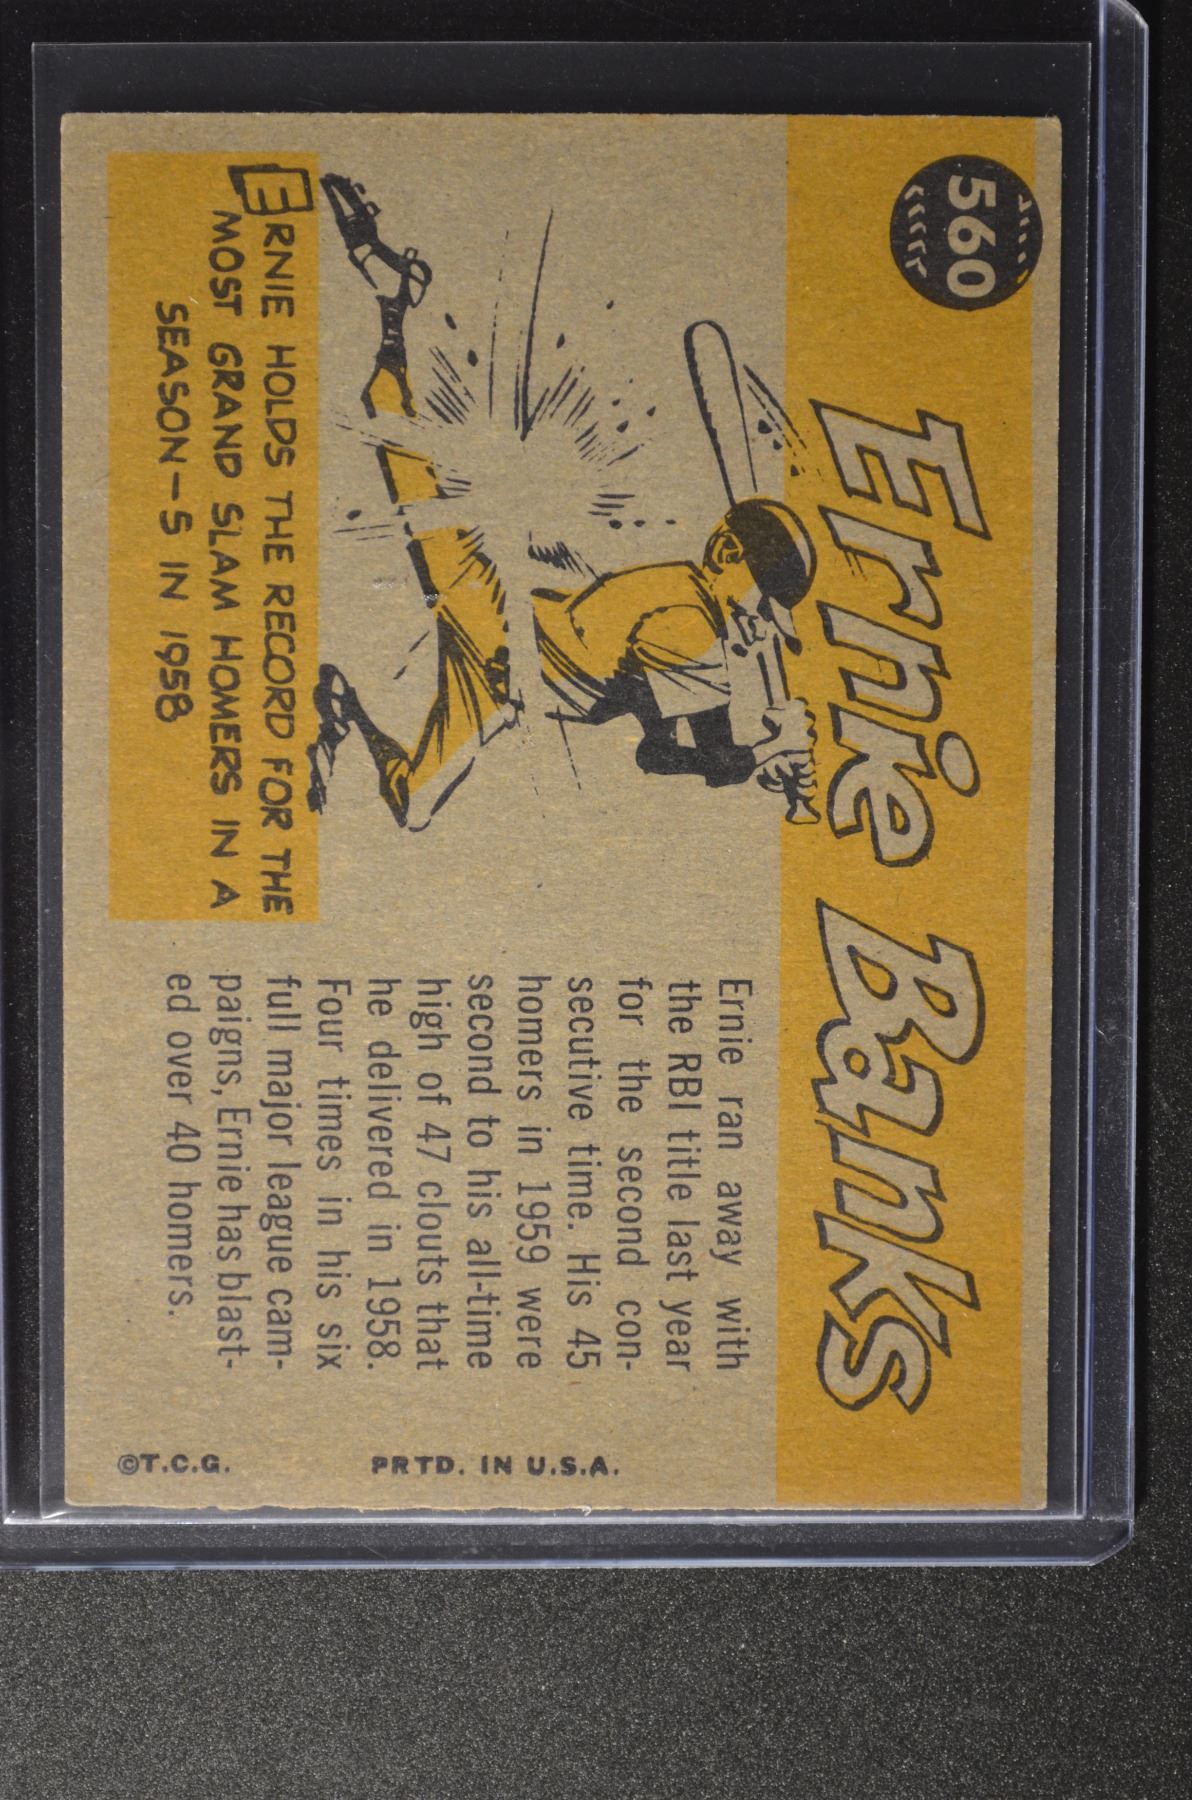 560
Ernie Banks
ERNIE HOLDS THE RECORD FOR THE
MOST GRAND SLAM HOMERS IN A
SEASON—5 IN 1958
Ernie ran away with
the RBI title last year
for the second con-
secutive time. His 45
homers in 1959 were
second to his all-time
high of 47 clouts that
he delivered in 1958.
Four times in his six
full major league cam-
paigns, Ernie has blast-
ed over 40 homers.
©T.C.G.
PRTD. IN U.S.A.